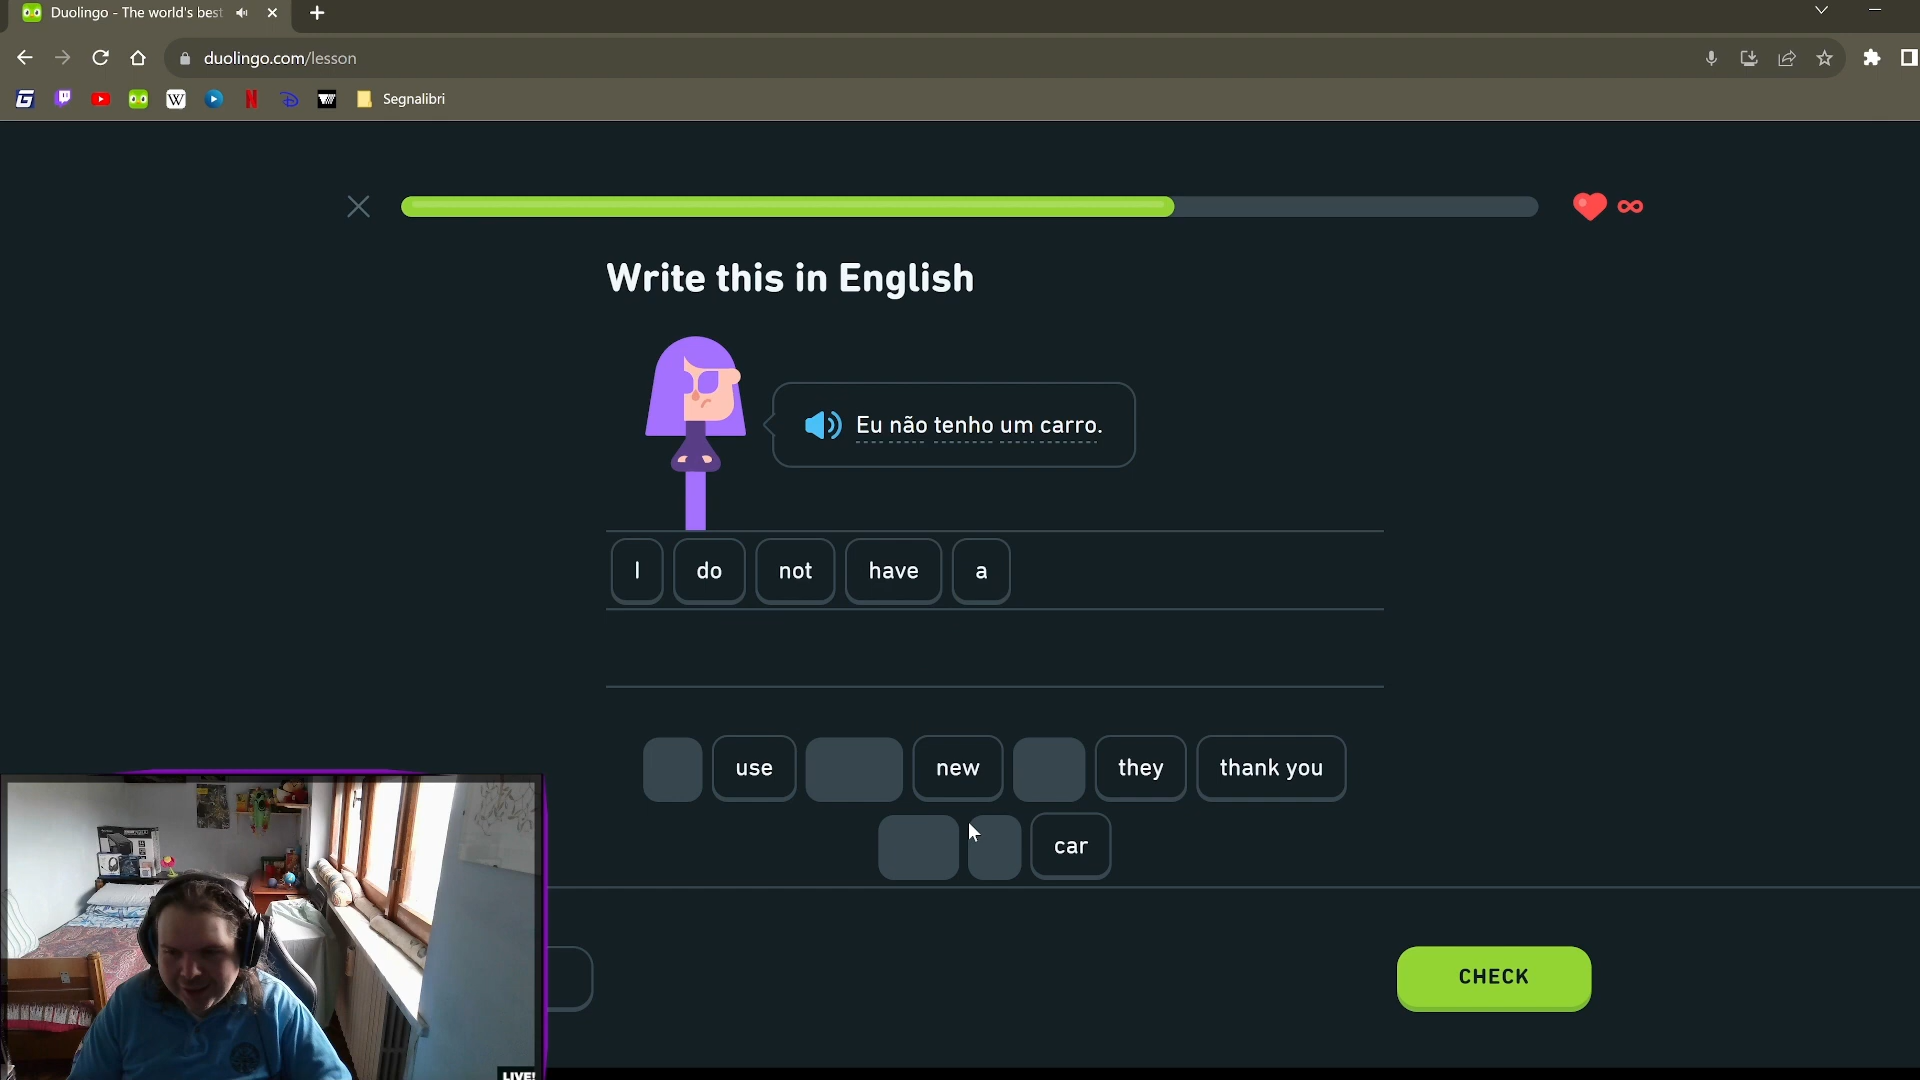 Duolingo - The world's best
duolingo.com/lesson
Segnalibri
Write this in English
Eu não tenho um carro.
I do not have a
use new they thank you
car
CHECK
LIVE!